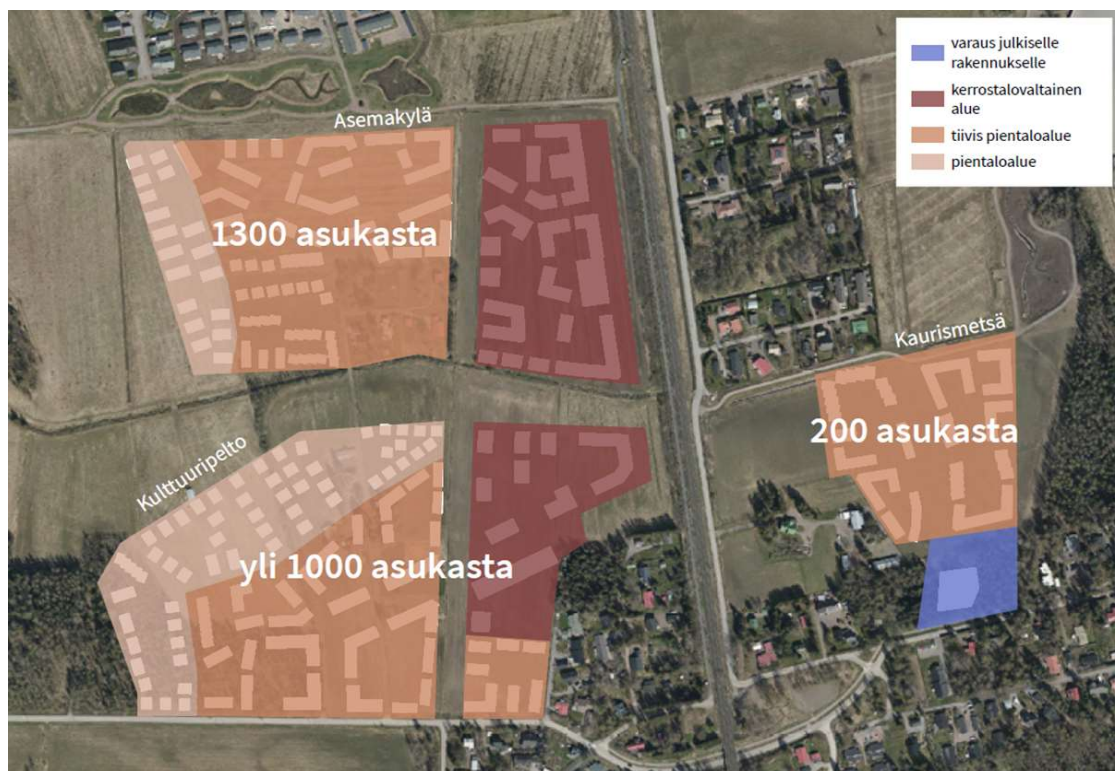 varaus julkiselle
rakennukselle
kerrostalovaltainen
alue
tiivis pientaloalue
pientaloalue
Asemakylä
1300 asukasta
Kaurismetsä
200 asukasta
Kulttuuripelto
yli 1000 asukasta